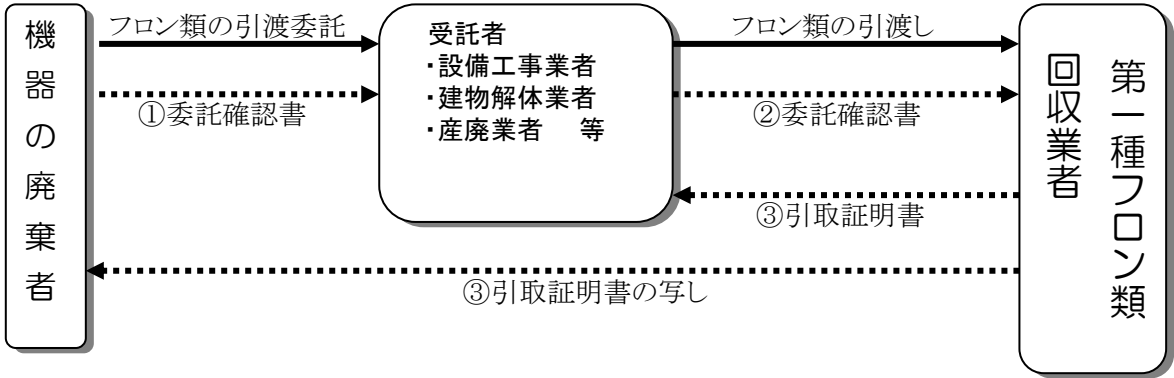 機器の廃棄者
フロン類の引渡委託
①委託確認書
受託者
・設備工事業者
・建物解体業者
・産廃業者　等
フロン類の引渡し
②委託確認書
③引取証明書
③引取証明書の写し
第一種フロン類
回収業者